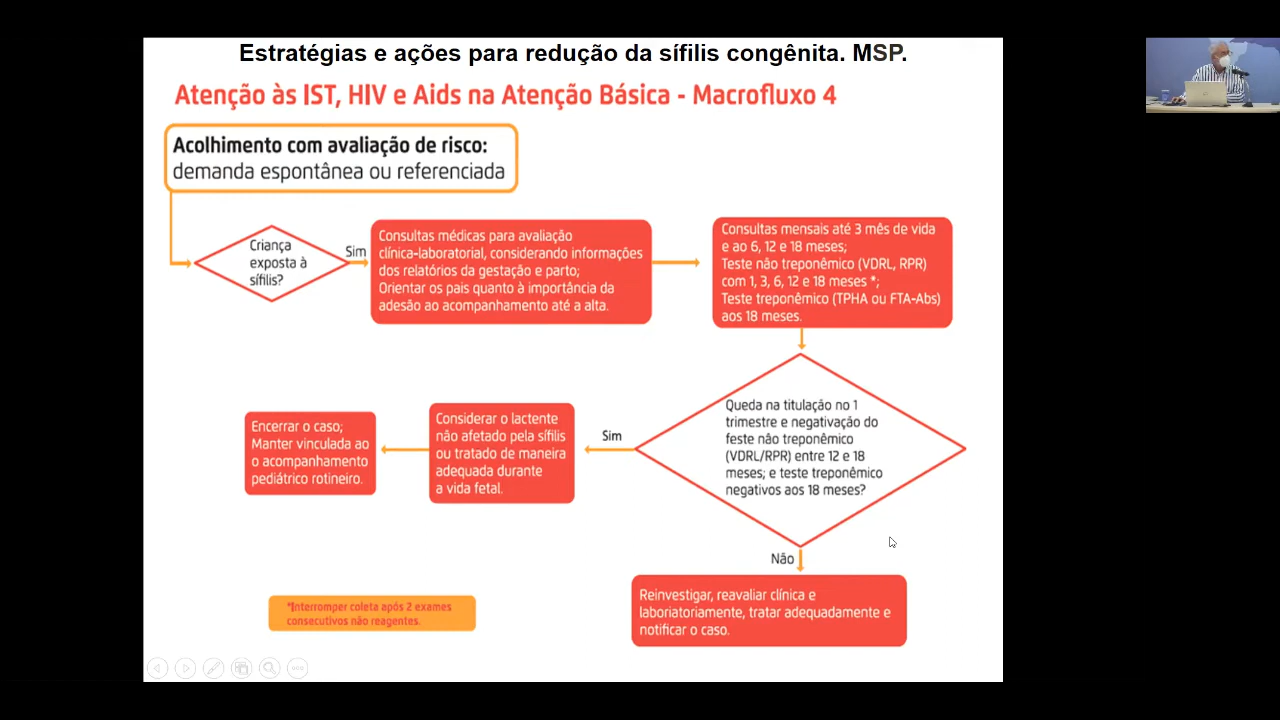 Estratégias e ações para redução da sífilis congênita. MSP.
Atenção às IST, HIV e Aids na Atenção Básica - Macrofluxo 4
Acolhimento com avaliação de risco:
demanda espontânea ou referenciada
Criança
exposta à
sífilis?
Sim
Consultas médicas para avaliação
clínica-laboratorial, considerando informações
dos relatórios da gestação e parto;
Orientar os pais quanto à importância da
adesão ao acompanhamento até a alta.
Consultas mensais até 3 mês de vida
e ao 6, 12 e 18 meses;
Teste não treponêmico (VDRL, RPR)
com 1, 3, 6, 12 e 18 meses *;
Teste treponêmico (TPHA ou FTA-Abs)
aos 18 meses.
Queda na titulação no 1
trimestre e negativação do
feste não treponêmico
(VDRL/RPR) entre 12 e 18
meses; e teste treponêmico
negativos aos 18 meses?
Sim
Considerar o lactente
não afetado pela sífilis
ou tratado de maneira
adequada durante
a vida fetal.
Encerrar o caso;
Manter vinculada ao
o acompanhamento
pediátrico rotineiro.
Não
Reinvestigar, reavaliar clínica e
laboriatoriamente, tratar adequadamente e
notificar o caso.
*Interromper coleta após 2 exames
consecutivos não reagentes.